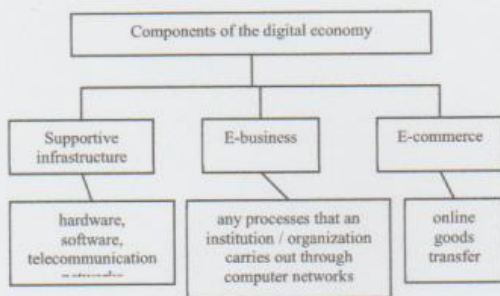 Components of the digital economy
Supportive
infrastructure
E-business
E-commerce
hardware,
software,
telecommunication
any processes that an
institution / organization
carries out through
computer networks
online
goods
transfer